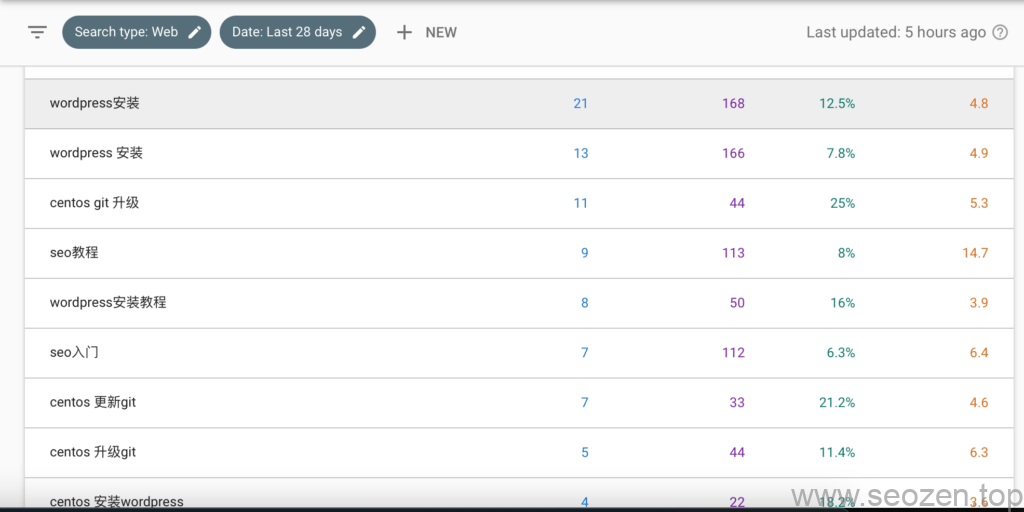 Search type: Web Date: Last 28 days + NEW Last updated: 5 hours ago
wordpress安装 21 168 12.5% 4.8
wordpress 安装 13 166 7.8% 4.9
centos git 升级 11 44 25% 5.3
seo教程 9 113 8% 14.7
wordpress安装教程 8 50 16% 3.9
seo入门 7 112 6.3% 6.4
centos 更新git 7 33 21.2% 4.6
centos 升级git 5 44 11.4% 6.3
centos 安装wordpress 4 22 18.2% 3.6
www.seozen.top